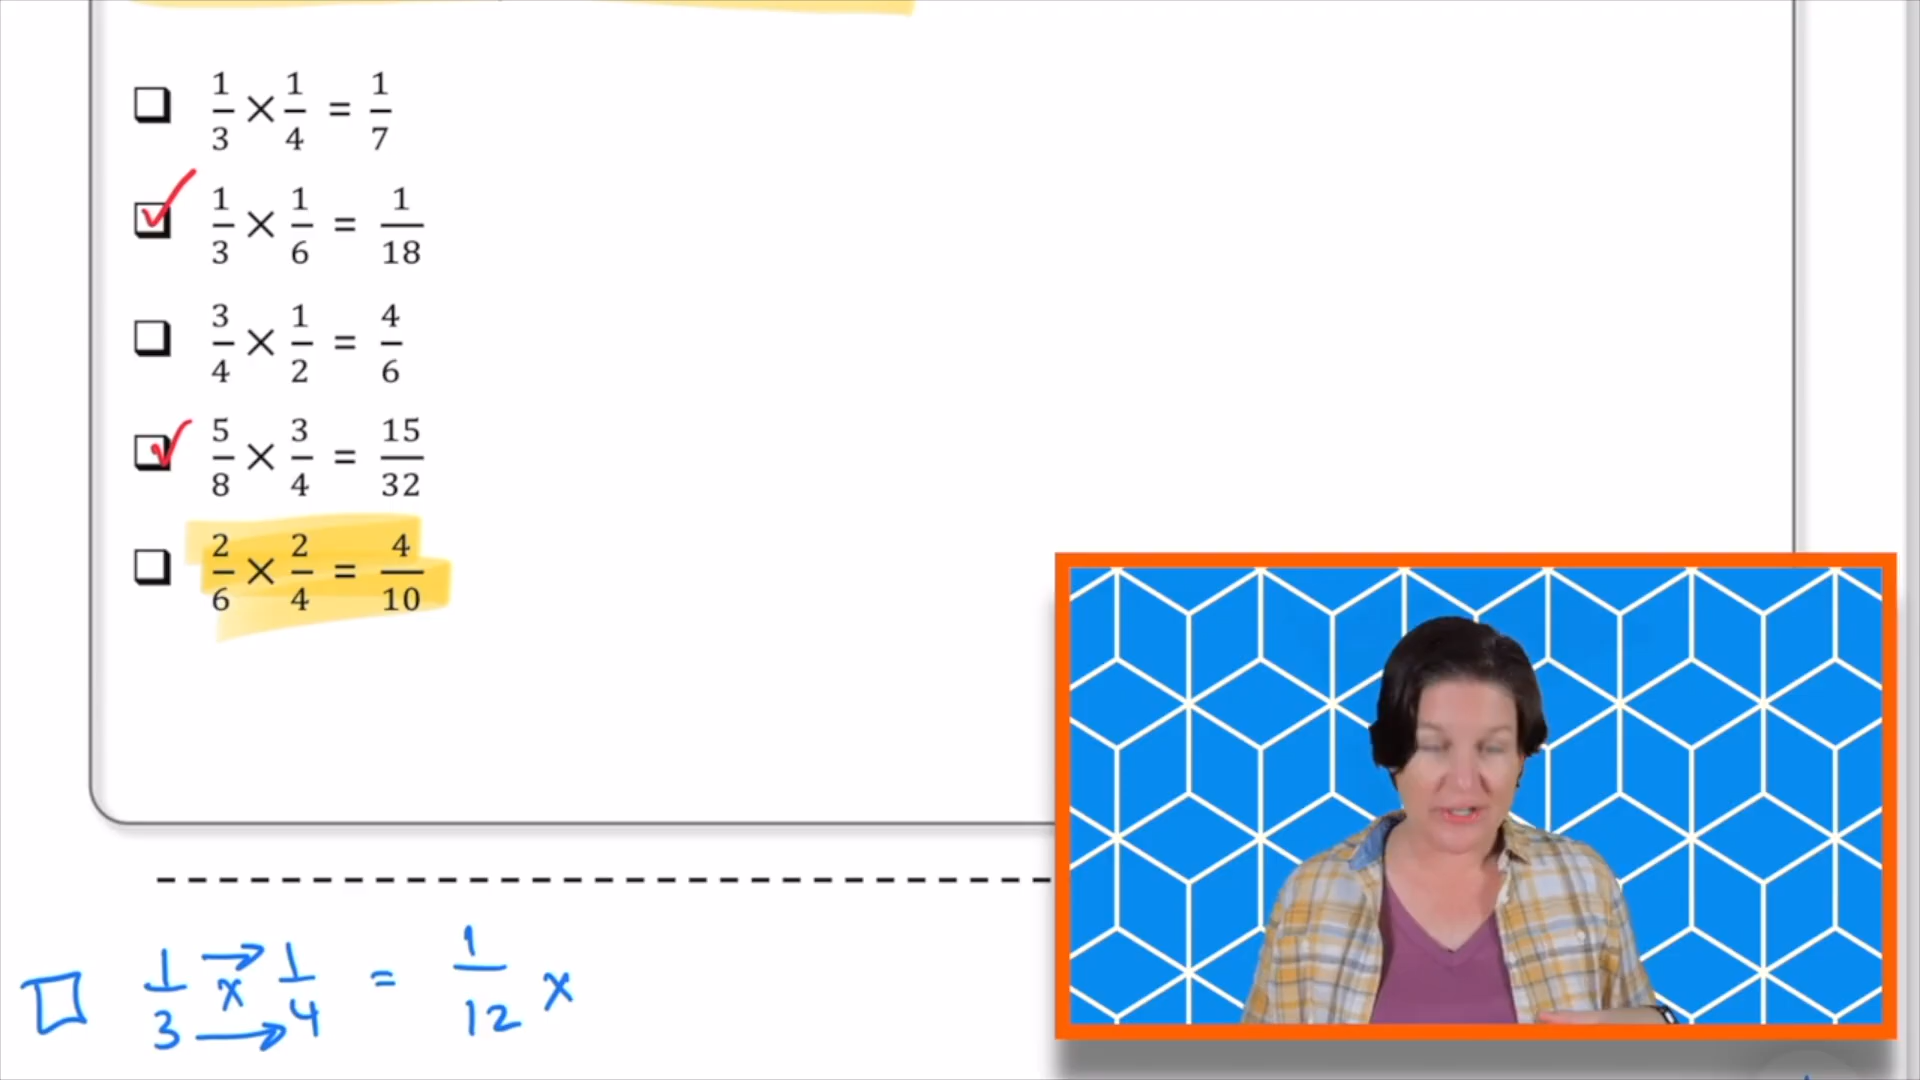 ❑ 1/3 × 1/4 = 1/7
❑ ✓ 1/3 × 1/6 = 1/18
❑ 3/4 × 1/2 = 4/6
❑ ✓ 5/8 × 3/4 = 15/32
❑ 2/6 × 2/4 = 4/10
□ 1/3 x 1/4 = 1/12 x